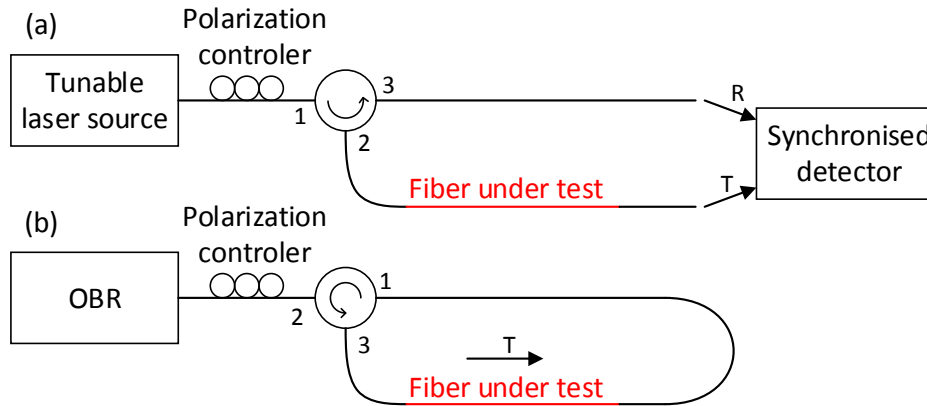 (a)
Polarization
controler
Tunable
laser source
1
3
2
R
T
Synchronised
detector
Fiber under test
(b)
Polarization
controler
OBR
2
1
3
T
Fiber under test